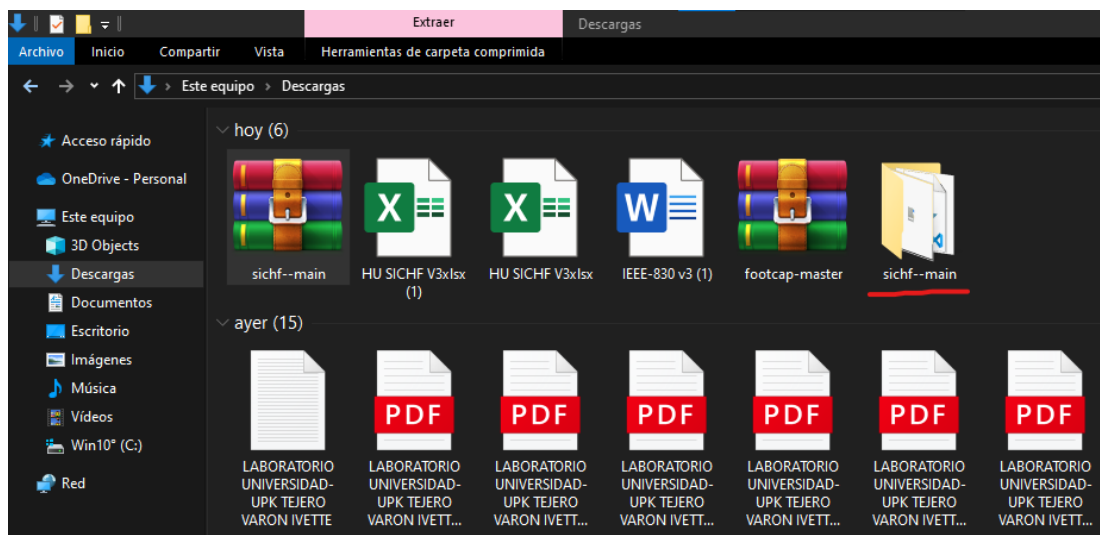 Extraer
Descargas
Archivo
Inicio
Compartir
Vista
Herramientas de carpeta comprimida
Este equipo > Descargas
Acceso rápido
OneDrive - Personal
Este equipo
3D Objects
Descargas
Documentos
Escritorio
Imágenes
Música
Vídeos
Win10° (C:)
Red
hoy (6)
X
X
W
sichf--main
HU SICHF V3xlsx
(1)
HU SICHF V3xlsx
IEEE-830 v3 (1)
footcap-master
sichf--main
ayer (15)
PDF
PDF
PDF
PDF
PDF
PDF
LABORATORIO
UNIVERSIDAD-
UPK TEJERO
VARON IVETTE
LABORATORIO
UNIVERSIDAD-
UPK TEJERO
VARON IVETT...
LABORATORIO
UNIVERSIDAD-
UPK TEJERO
VARON IVETT...
LABORATORIO
UNIVERSIDAD-
UPK TEJERO
VARON IVETT...
LABORATORIO
UNIVERSIDAD-
UPK TEJERO
VARON IVETT...
LABORATORIO
UNIVERSIDAD-
UPK TEJERO
VARON IVETT...
LABORATORIO
UNIVERSIDAD-
UPK TEJERO
VARON IVETT...